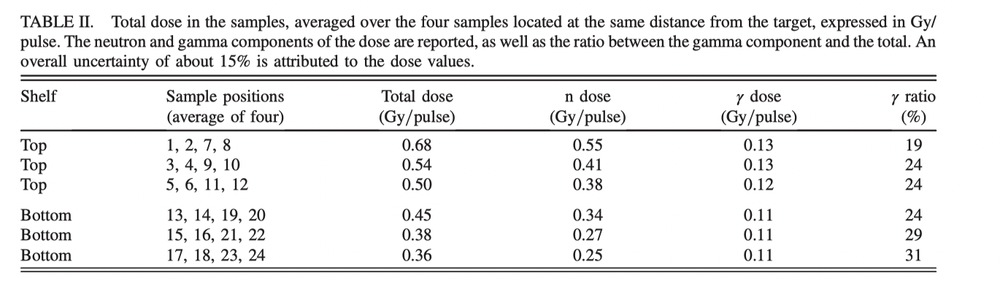 TABLE II. Total dose in the samples, averaged over the four samples located at the same distance from the target, expressed in Gy/
pulse. The neutron and gamma components of the dose are reported, as well as the ratio between the gamma component and the total. An
overall uncertainty of about 15% is attributed to the dose values.
Shelf Sample positions Total dose n dose γ dose γ ratio
(average of four) (Gy/pulse) (Gy/pulse) (Gy/pulse) (%)
Top 1, 2, 7, 8 0.68 0.55 0.13 19
Top 3, 4, 9, 10 0.54 0.41 0.13 24
Top 5, 6, 11, 12 0.50 0.38 0.12 24
Bottom 13, 14, 19, 20 0.45 0.34 0.11 24
Bottom 15, 16, 21, 22 0.38 0.27 0.11 29
Bottom 17, 18, 23, 24 0.36 0.25 0.11 31